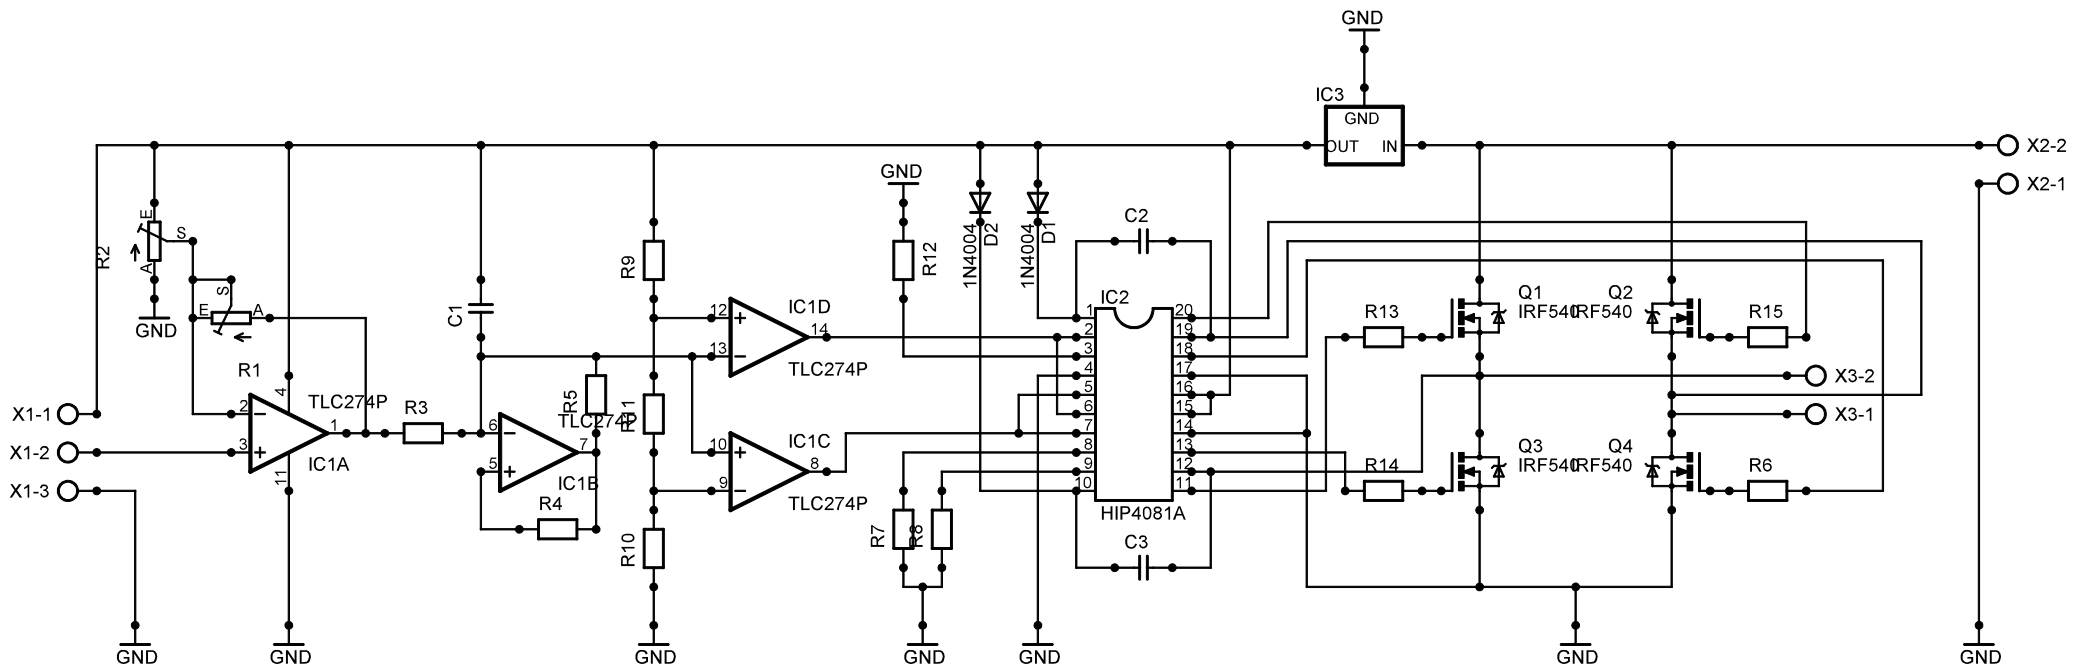 GND
IC3
GND
OUT
IN
X2-2
X2-1
GND
E
S
A
R2
S
E
A
GND
R1
C1
R9
R12
1N4004
D2
1N4004
D1
C2
IC2
1
2
3
4
5
6
7
8
9
10
20
19
18
17
16
15
14
13
12
11
HIP4081A
C3
12
13
14
IC1D
TLC274P
R13
Q1
IRF540
Q2
IRF540
R15
X3-2
X3-1
X1-1
X1-2
X1-3
2
3
4
11
1
TLC274P
IC1A
R3
R5
TLC274P
6
5
7
IC1B
R4
R11
10
9
8
IC1C
TLC274P
R10
R7
R8
R14
Q3
IRF540
Q4
IRF540
R6
GND
GND
GND
GND
GND
GND
GND